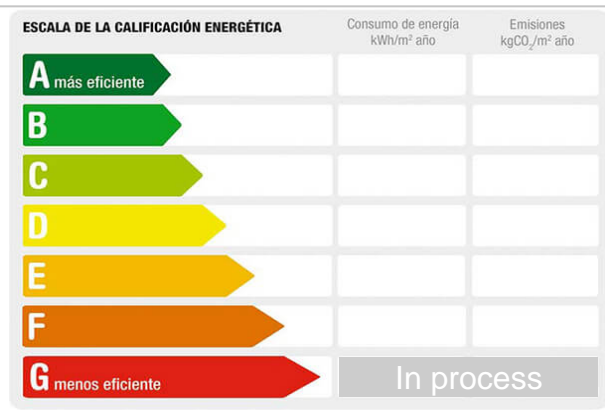 ESCALA DE LA CALIFICACIÓN ENERGÉTICA
Consumo de energía
kWh/m² año
Emisiones
kgCO₂/m² año
A más eficiente
B
C
D
E
F
G menos eficiente
In process